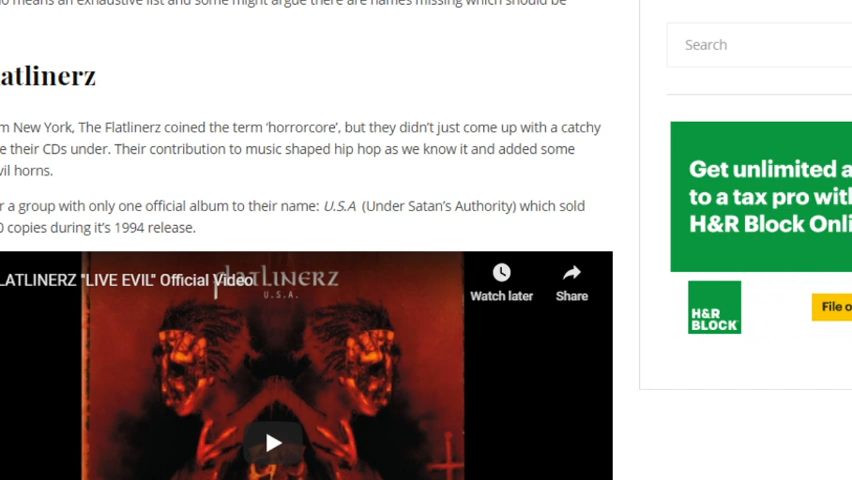 o means an exhaustive list and some might argue there are names missing which should be
atlinerz
m New York, The Flatlinerz coined the term ‘horrorcore’, but they didn’t just come up with a catchy
e their CDs under. Their contribution to music shaped hip hop as we know it and added some
vil horns.
r a group with only one official album to their name: U.S.A (Under Satan’s Authority) which sold
0 copies during it’s 1994 release.
LATLINERZ "LIVE EVIL" Official Video
flatlinerz
U.S.A.
Watch later
Share
Search
Get unlimited a
to a tax pro with
H&R Block Onli
H&R
BLOCK
File o